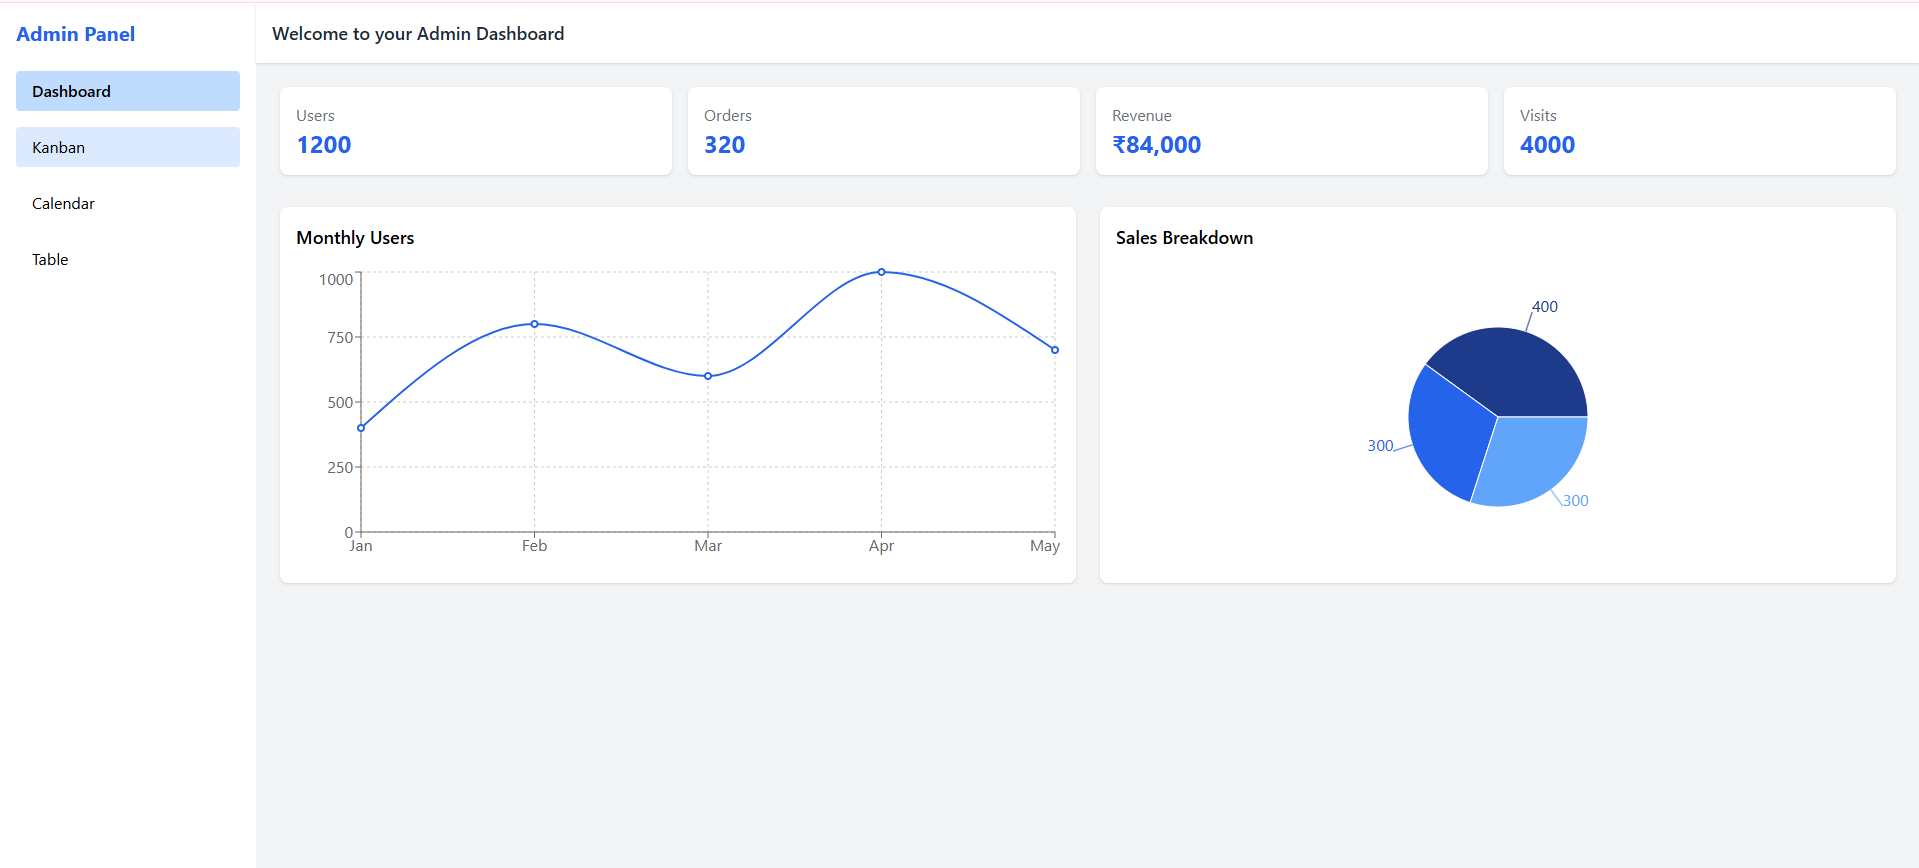 Admin Panel
Dashboard
Kanban
Calendar
Table
Welcome to your Admin Dashboard
Users
1200
Orders
320
Revenue
₹84,000
Visits
4000
Monthly Users
1000
750
500
250
0
Jan Feb Mar Apr May
Sales Breakdown
400
300
300